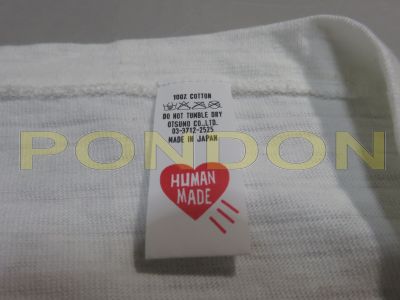 100% COTTON
DO NOT TUMBLE DRY
OTSUMO CO.,LTD.
03-3712-2525
MADE IN JAPAN
PONDON
HUMAN
MADE